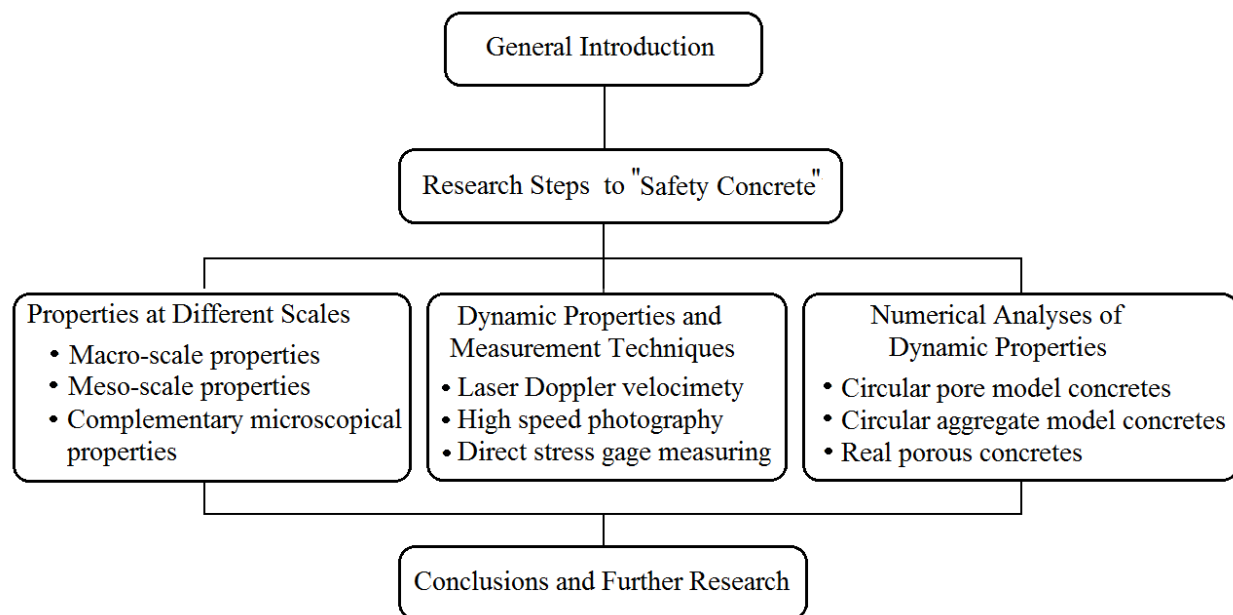 General Introduction
Research Steps to "Safety Concrete"
Properties at Different Scales
• Macro-scale properties
• Meso-scale properties
• Complementary microscopical
properties
Dynamic Properties and
Measurement Techniques
• Laser Doppler velocimety
• High speed photography
• Direct stress gage measuring
Numerical Analyses of
Dynamic Properties
• Circular pore model concretes
• Circular aggregate model concretes
• Real porous concretes
Conclusions and Further Research